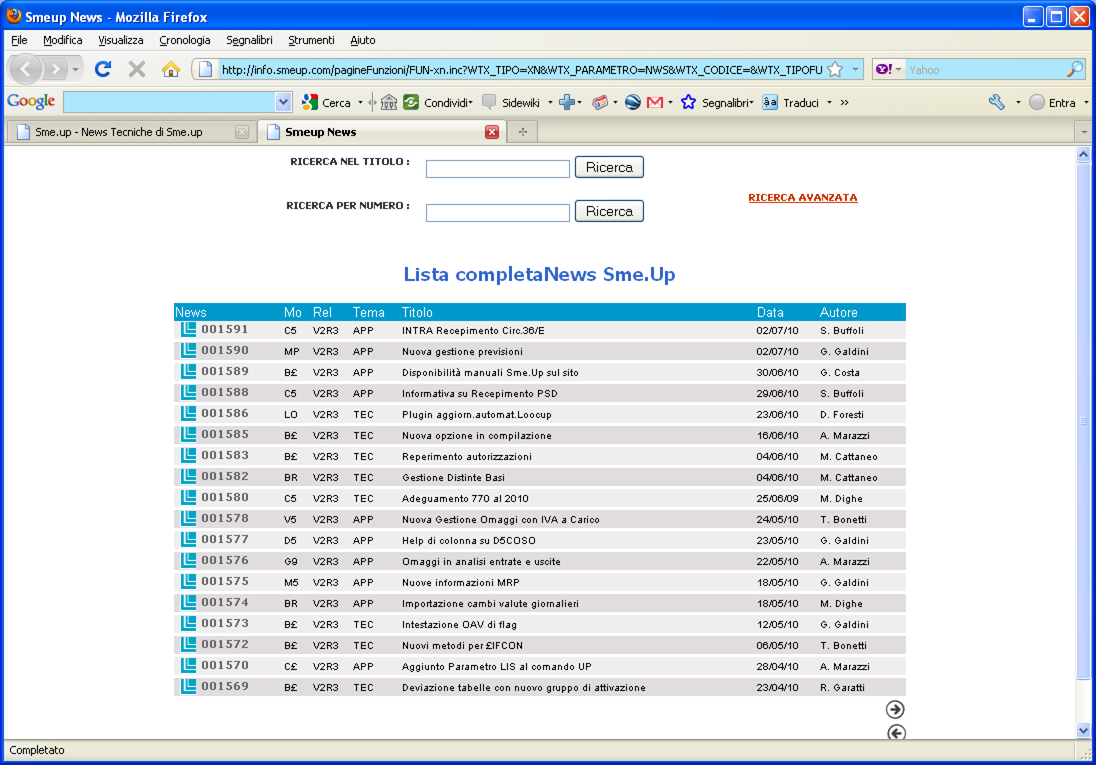 Smeup News - Mozilla Firefox
File Modifica Visualizza Cronologia Segnalibri Strumenti Aiuto
http://info.smeup.com/pagineFunzioni/FUN-xn.inc?WTX_TIPO=XN&WTX_PARAMETRO=NWS&WTX_CODICE=&WTX_TIPOFU Yahoo
Google Cerca Condividi Sidewiki Segnalibri Traduci » Entra
Sme.up - News Tecniche di Sme.up Smeup News
RICERCA NEL TITOLO : Ricerca
RICERCA AVANZATA
RICERCA PER NUMERO : Ricerca
Lista completaNews Sme.Up
News Mo Rel Tema Titolo Data Autore
001591 C5 V2R3 APP INTRA Recepimento Circ.36/E 02/07/10 S. Buffoli
001590 MP V2R3 APP Nuova gestione previsioni 02/07/10 G. Galdini
001589 B£ V2R3 APP Disponibilità manuali Sme.Up sul sito 30/06/10 G. Costa
001588 C5 V2R3 APP Informativa su Recepimento PSD 29/06/10 S. Buffoli
001586 LO V2R3 TEC Plugin aggiorn.automat.Loocup 23/06/10 D. Foresti
001585 B£ V2R3 TEC Nuova opzione in compilazione 16/06/10 A. Marazzi
001583 B£ V2R3 TEC Reperimento autorizzazioni 04/06/10 M. Cattaneo
001582 BR V2R3 TEC Gestione Distinte Basi 04/06/10 M. Cattaneo
001580 C5 V2R3 TEC Adeguamento 770 al 2010 25/06/09 M. Dighe
001578 V5 V2R3 APP Nuova Gestione Omaggi con IVA a Carico 24/05/10 T. Bonetti
001577 D5 V2R3 APP Help di colonna su D5COSO 23/05/10 G. Galdini
001576 G9 V2R3 APP Omaggi in analisi entrate e uscite 22/05/10 A. Marazzi
001575 M5 V2R3 APP Nuove informazioni MRP 18/05/10 G. Galdini
001574 BR V2R3 APP Importazione cambi valute giornalieri 18/05/10 M. Dighe
001573 B£ V2R3 TEC Intestazione OAV di flag 12/05/10 G. Galdini
001572 B£ V2R3 TEC Nuovi metodi per £IFCON 06/05/10 T. Bonetti
001570 C£ V2R3 APP Aggiunto Parametro LIS al comando UP 28/04/10 A. Marazzi
001569 B£ V2R3 TEC Deviazione tabelle con nuovo gruppo di attivazione 23/04/10 R. Garatti
Completato